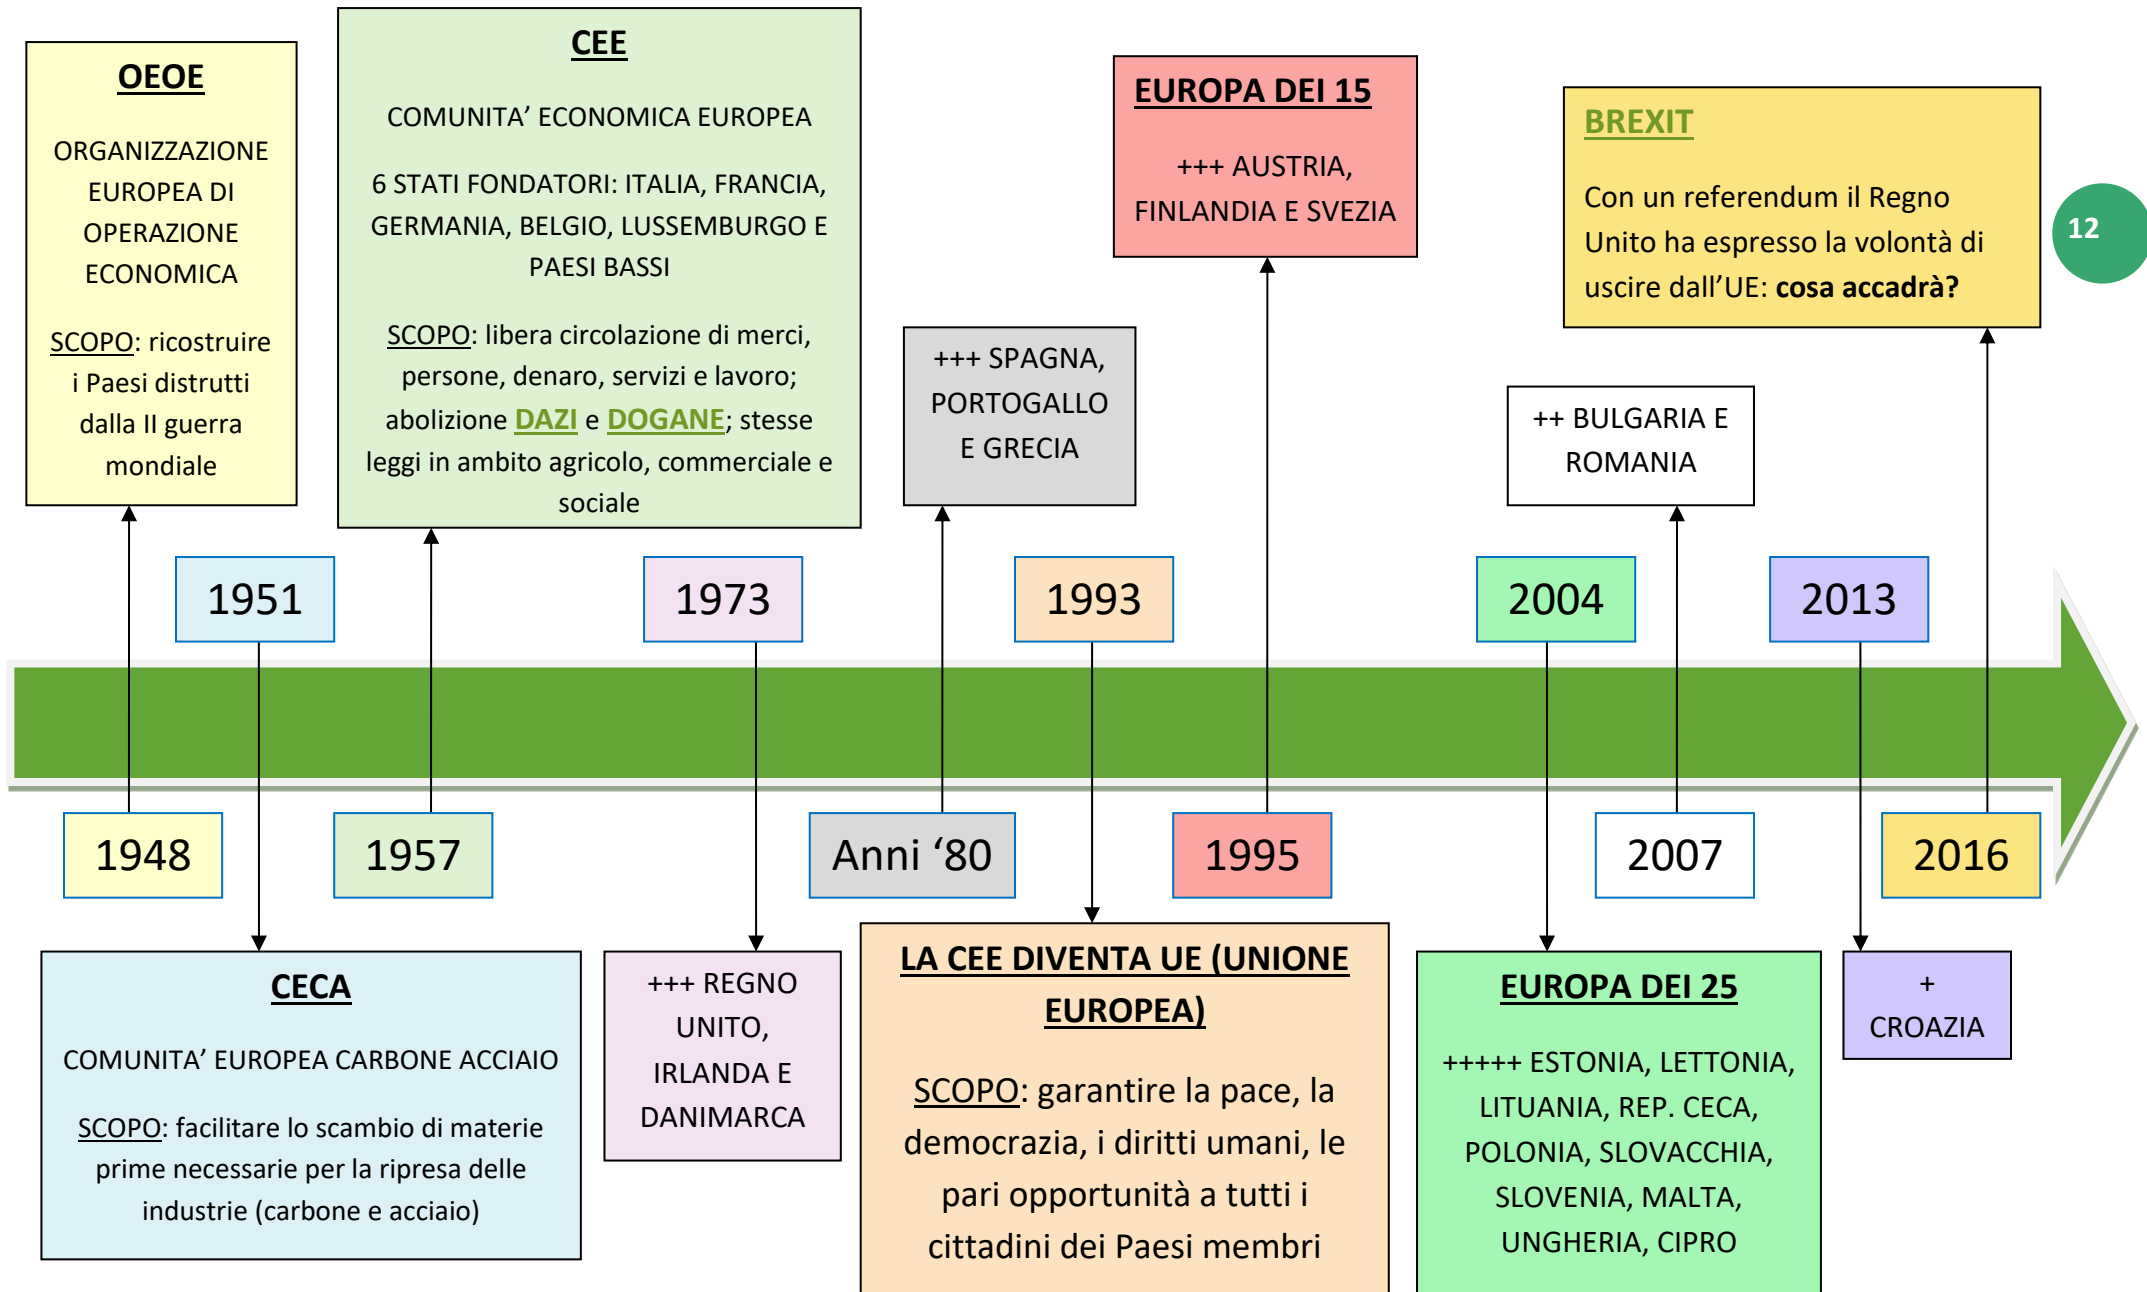 OEOE
ORGANIZZAZIONE
EUROPEA DI
OPERAZIONE
ECONOMICA
SCOPO: ricostruire
i Paesi distrutti
dalla II guerra
mondiale
CEE
COMUNITA’ ECONOMICA EUROPEA
6 STATI FONDATORI: ITALIA, FRANCIA,
GERMANIA, BELGIO, LUSSEMBURGO E
PAESI BASSI
SCOPO: libera circolazione di merci,
persone, denaro, servizi e lavoro;
abolizione DAZI e DOGANE; stesse
leggi in ambito agricolo, commerciale e
sociale
+++ SPAGNA,
PORTOGALLO
E GRECIA
EUROPA DEI 15
+++ AUSTRIA,
FINLANDIA E SVEZIA
++ BULGARIA E
ROMANIA
BREXIT
Con un referendum il Regno
Unito ha espresso la volontà di
uscire dall’UE: cosa accadrà?
12
1951
1973
1993
2004
2013
1948
1957
Anni ‘80
1995
2007
2016
CECA
COMUNITA’ EUROPEA CARBONE ACCIAIO
SCOPO: facilitare lo scambio di materie
prime necessarie per la ripresa delle
industrie (carbone e acciaio)
+++ REGNO
UNITO,
IRLANDA E
DANIMARCA
LA CEE DIVENTA UE (UNIONE
EUROPEA)
SCOPO: garantire la pace, la
democrazia, i diritti umani, le
pari opportunità a tutti i
cittadini dei Paesi membri
EUROPA DEI 25
+++++ ESTONIA, LETTONIA,
LITUANIA, REP. CECA,
POLONIA, SLOVACCHIA,
SLOVENIA, MALTA,
UNGHERIA, CIPRO
+
CROAZIA